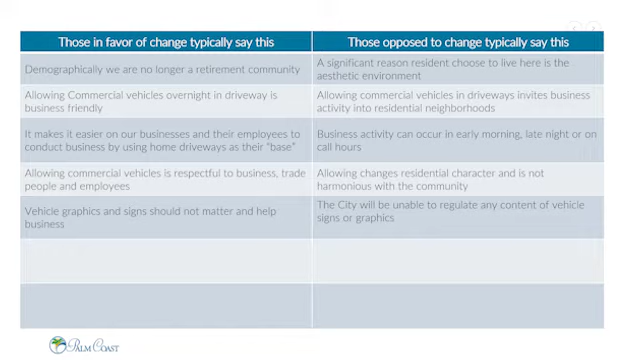 Those in favor of change typically say this
Those opposed to change typically say this
Demographically we are no longer a retirement community
A significant reason resident choose to live here is the
aesthetic environment
Allowing Commercial vehicles overnight in driveway is
business friendly
Allowing commercial vehicles in driveways invites business
activity into residential neighborhoods
It makes it easier on our businesses and their employees to
conduct business by using home driveways as their “base”
Business activity can occur in early morning, late night or on
call hours
Allowing commercial vehicles is respectful to business, trade
people and employees
Allowing changes residential character and is not
harmonious with the community
Vehicle graphics and signs should not matter and help
business
The City will be unable to regulate any content of vehicle
signs or graphics
PALM COAST